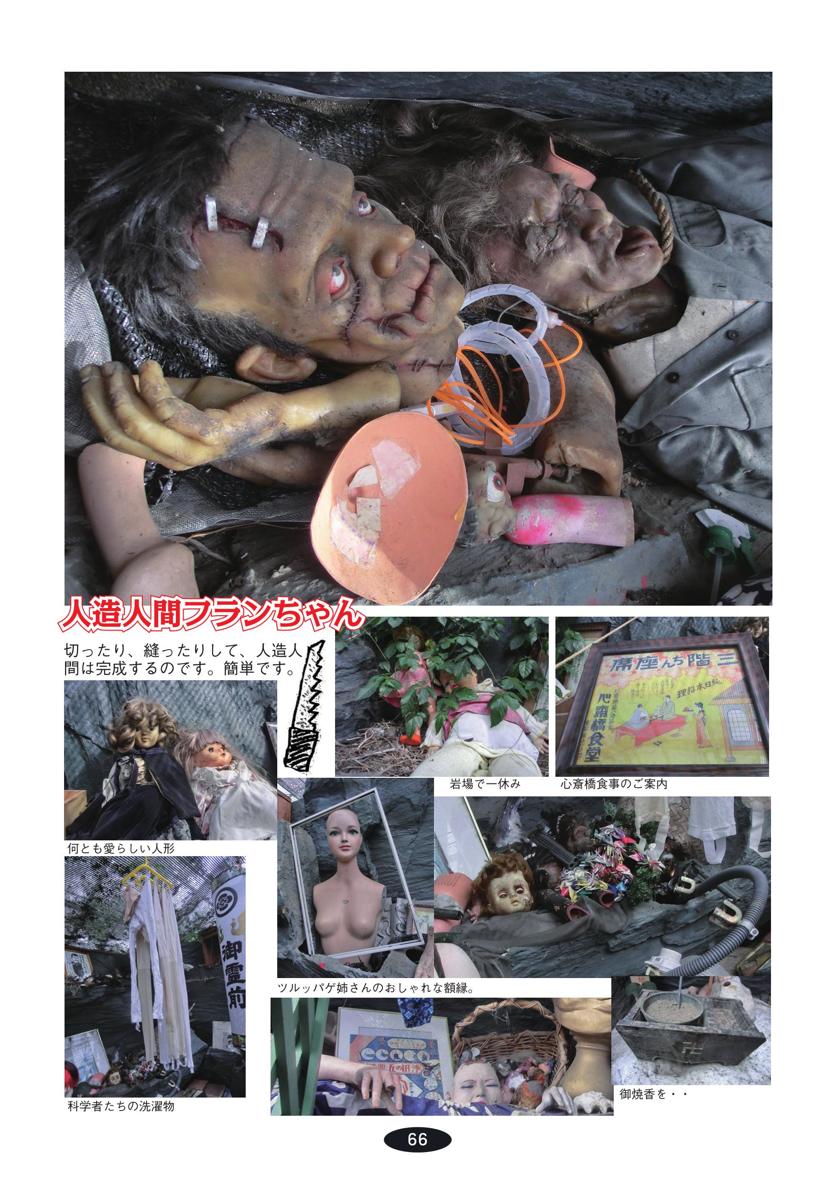 人造人間フランちゃん
切ったり、縫ったりして、人造人
間は完成するのです。簡単です。
岩場で一休み
三階ちん座席
心斎橋食堂
心斎橋食事のご案内
何とも愛らしい人形
御霊前
ツルッパゲ姉さんのおしゃれな額縁。
科学者たちの洗濯物
御焼香を・・
66